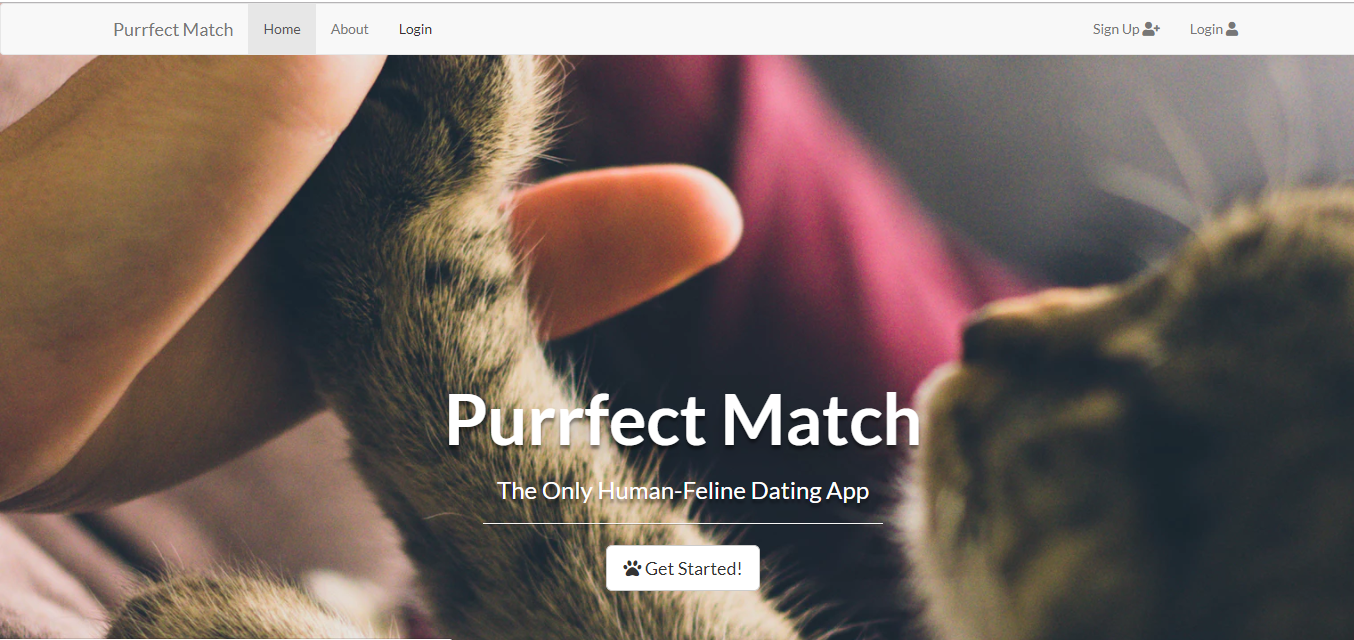 Purrfect Match Home About Login Sign Up Login
Purrfect Match
The Only Human-Feline Dating App
Get Started!